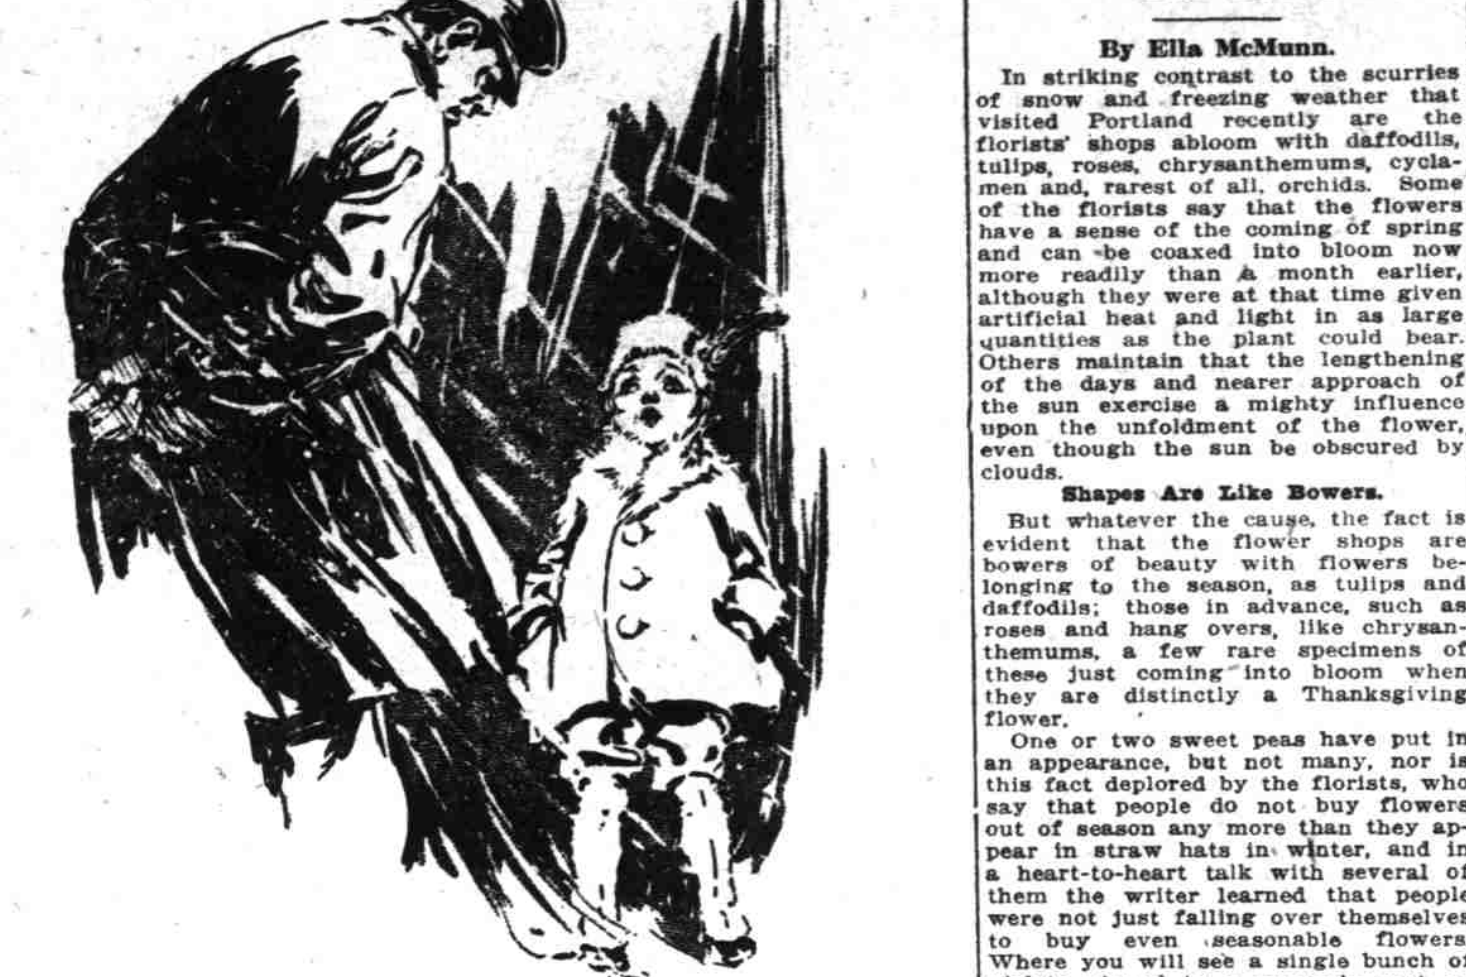 By Ella McMunn.
In striking contrast to the scurries
of snow and freezing weather that
visited Portland recently are the
florists' shops abloom with daffodils,
tulips, roses, chrysanthemums, cycla-
men and, rarest of all, orchids. Some
of the florists say that the flowers
have a sense of the coming of spring
and can be coaxed into bloom now
more readily than a month earlier,
although they were at that time given
artificial heat and light in as large
quantities as the plant could bear.
Others maintain that the lengthening
of the days and nearer approach of
the sun exercise a mighty influence
upon the unfoldment of the flower,
even though the sun be obscured by
clouds.
Shapes Are Like Bowers.
But whatever the cause, the fact is
evident that the flower shops are
bowers of beauty with flowers be-
longing to the season, as tulips and
daffodils; those in advance, such as
roses and hang overs, like chrysan-
themums, a few rare specimens of
these just coming into bloom when
they are distinctly a Thanksgiving
flower.
One or two sweet peas have put in
an appearance, but not many, nor is
this fact deplored by the florists, who
say that people do not buy flowers
out of season any more than they ap-
pear in straw hats in winter, and in
a heart-to-heart talk with several of
them the writer learned that people
were not just falling over themselves
to buy even seasonable flowers
Where you will see a single bunch of